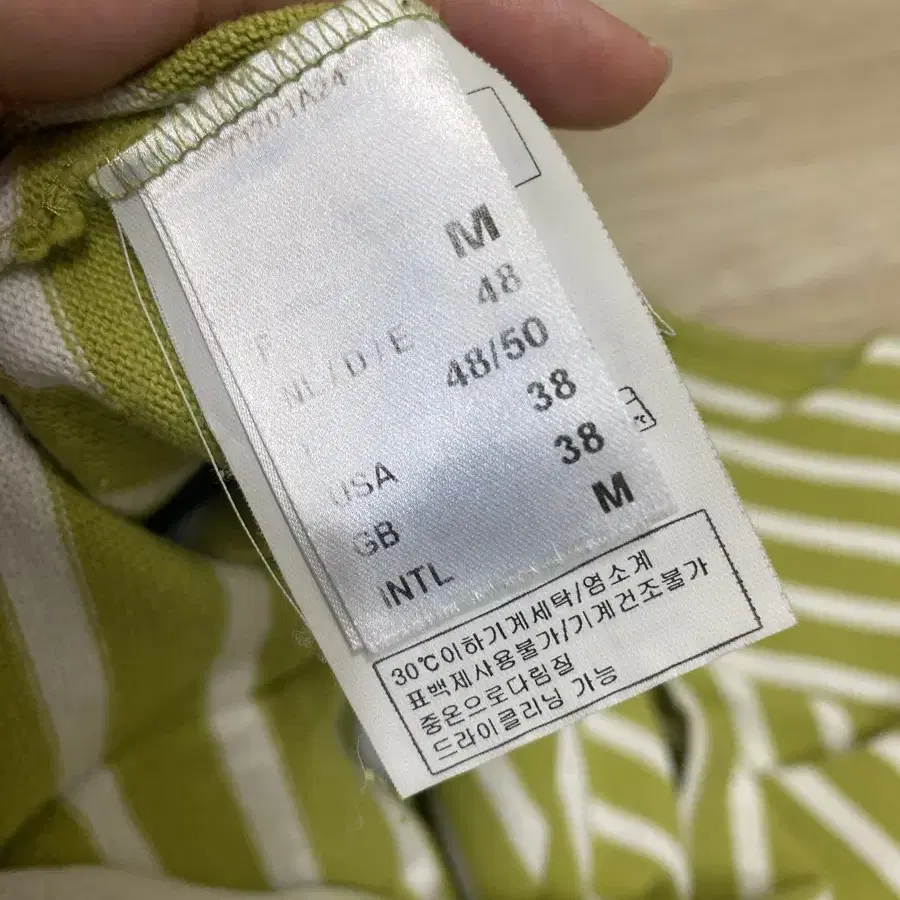 F M
NL/D/E 48
48/50
USA 38
GB 38
INTL M
30℃이하기계세탁/염소계
표백제사용불가/기계건조불가
중온으로다림질
드라이클리닝 가능